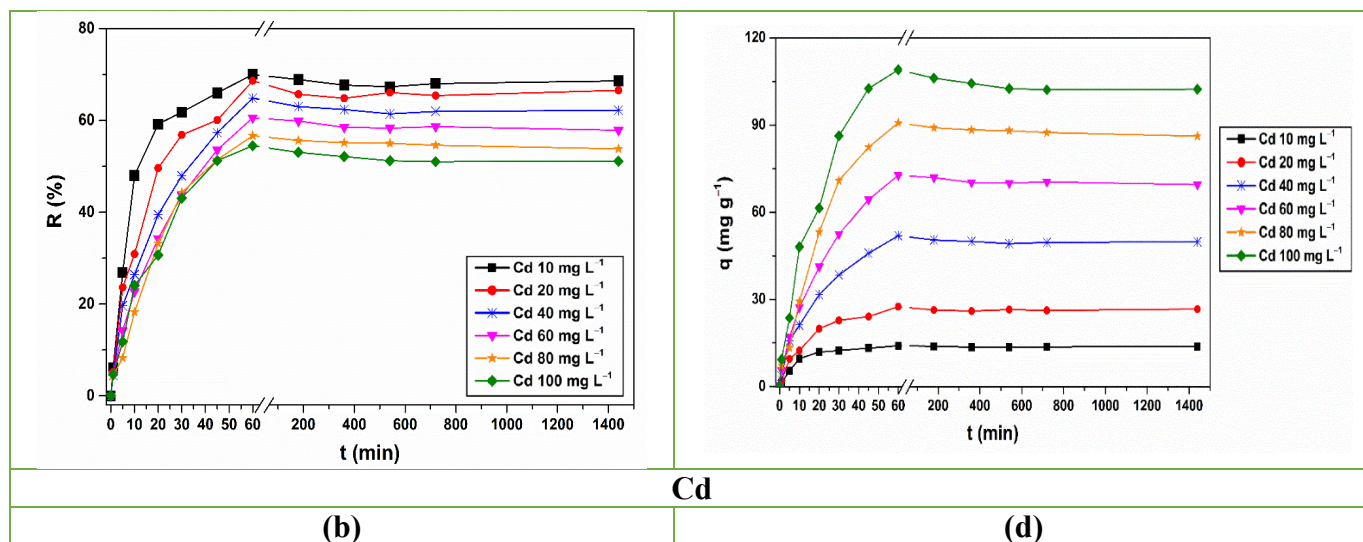 80
60
40
20
0
R (%)
0 10 20 30 40 50 60 200 400 600 800 1000 1200 1400
t (min)
Cd 10 mg L⁻¹
Cd 20 mg L⁻¹
Cd 40 mg L⁻¹
Cd 60 mg L⁻¹
Cd 80 mg L⁻¹
Cd 100 mg L⁻¹
120
90
60
30
0
q (mg g⁻¹)
0 10 20 30 40 50 60 200 400 600 800 1000 1200 1400
t (min)
Cd 10 mg L⁻¹
Cd 20 mg L⁻¹
Cd 40 mg L⁻¹
Cd 60 mg L⁻¹
Cd 80 mg L⁻¹
Cd 100 mg L⁻¹
Cd
(b) (d)